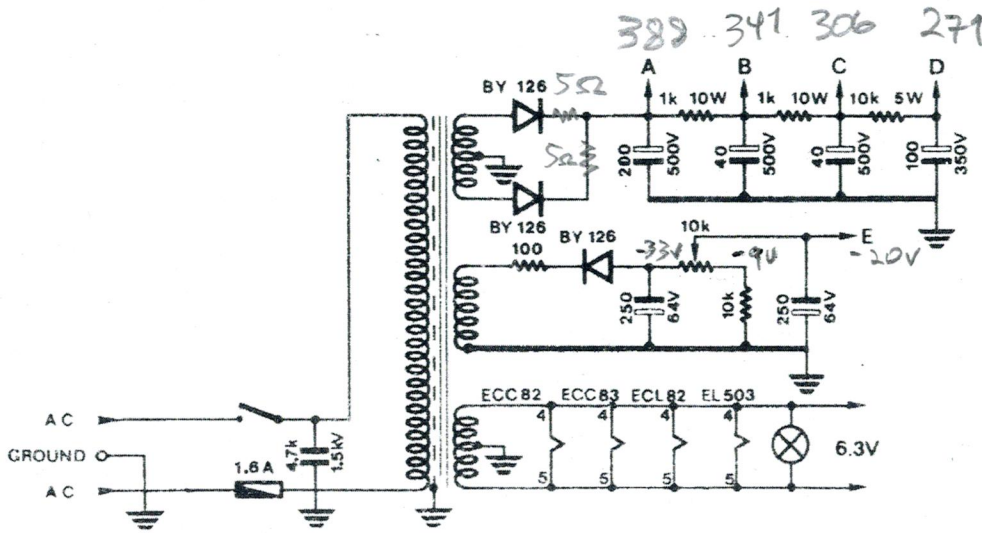 388 341 306 271
A B C D
BY 126 5Ω
1k 10W 1k 10W 10k 5W
5Ω
200 500V 40 500V 40 500V 100 350V
BY 126
100 BY 126 -33V 10k -9V E
-20V
250 64V 10k 250 64V
ECC82 ECC83 ECL82 EL503
4 4 4 4
AC
6.3V
GROUND 4,7k 1.5kV
1.6A
5 5 5 5
AC